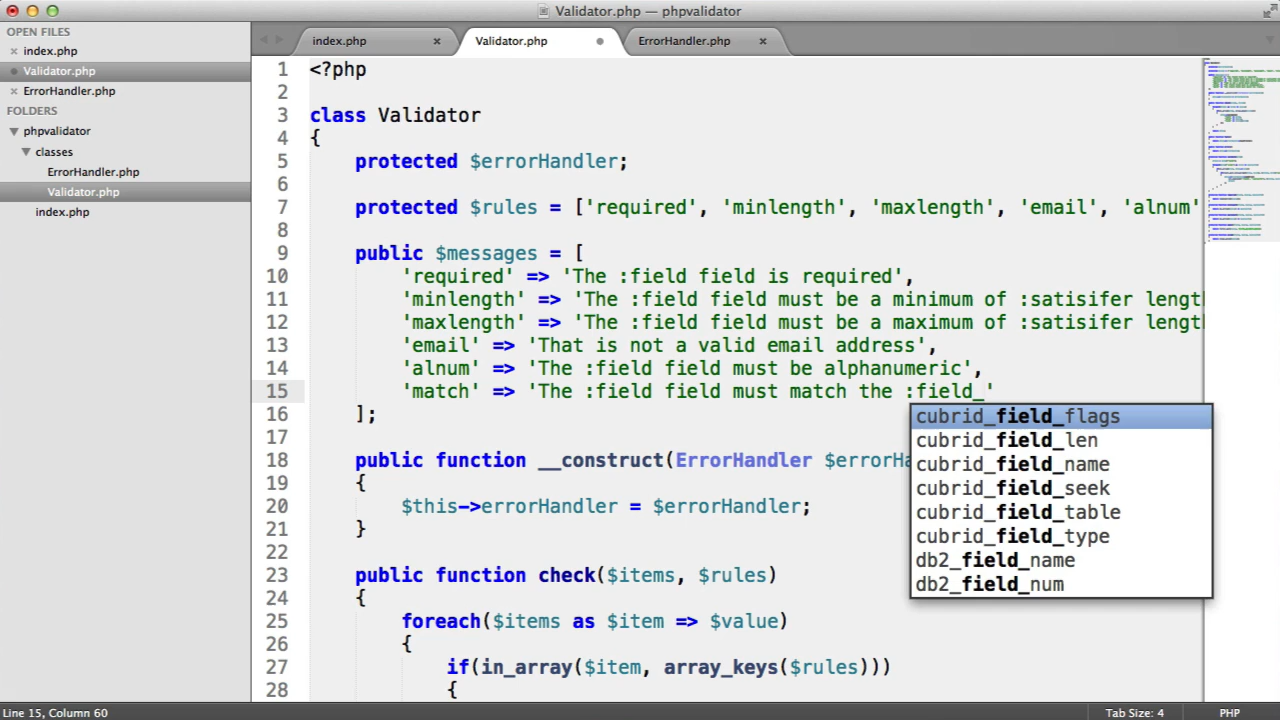 Validator.php — phpvalidator
OPEN FILES
index.php
Validator.php
ErrorHandler.php
FOLDERS
phpvalidator
classes
ErrorHandler.php
Validator.php
index.php
index.php
Validator.php
ErrorHandler.php
1 <?php
2
3 class Validator
4 {
5 protected $errorHandler;
6
7 protected $rules = ['required', 'minlength', 'maxlength', 'email', 'alnum'
8
9 public $messages = [
10 'required' => 'The :field field is required',
11 'minlength' => 'The :field field must be a minimum of :satisifer lengt
12 'maxlength' => 'The :field field must be a maximum of :satisifer lengt
13 'email' => 'That is not a valid email address',
14 'alnum' => 'The :field field must be alphanumeric',
15 'match' => 'The :field field must match the :field_'
16 ];
17
18 public function __construct(ErrorHandler $errorHa
19 {
20 $this->errorHandler = $errorHandler;
21 }
22
23 public function check($items, $rules)
24 {
25 foreach($items as $item => $value)
26 {
27 if(in_array($item, array_keys($rules)))
28 {
cubrid_field_flags
cubrid_field_len
cubrid_field_name
cubrid_field_seek
cubrid_field_table
cubrid_field_type
db2_field_name
db2_field_num
Line 15, Column 60
Tab Size: 4
PHP